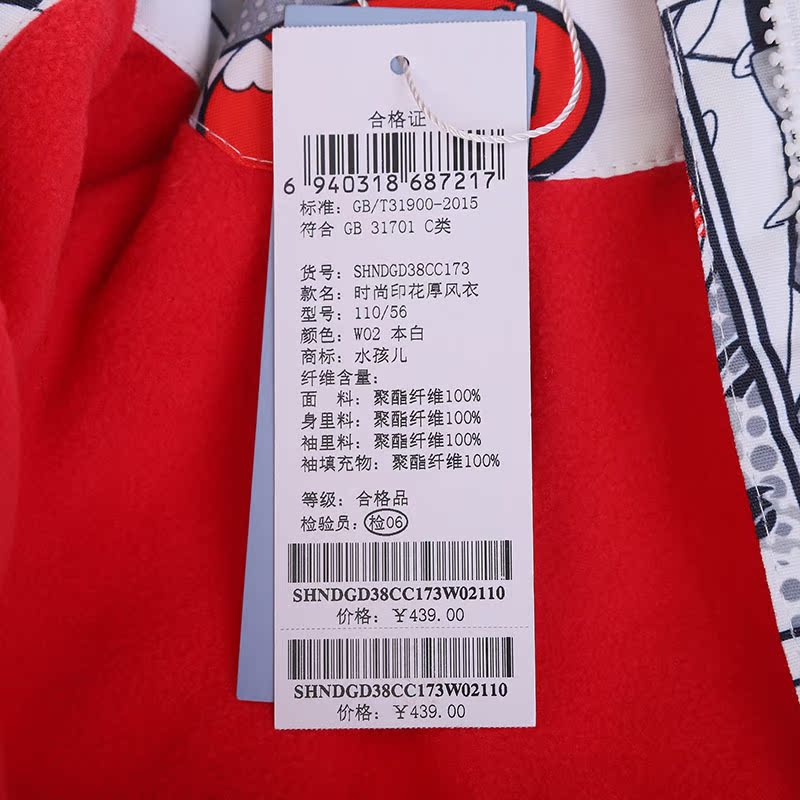 合格证
6 940318 687217
标准: GB/T31900-2015
符合 GB 31701 C类
货号: SHNDGD38CC173
款名: 时尚印花厚风衣
型号: 110/56
颜色: W02 本白
商标: 水孩儿
纤维含量:
面 料: 聚酯纤维100%
身里料: 聚酯纤维100%
袖里料: 聚酯纤维100%
袖填充物: 聚酯纤维100%
等级: 合格品
检验员: 检06
SHNDGD38CC173W02110
价格: ¥439.00
SHNDGD38CC173W02110
价格: ¥439.00